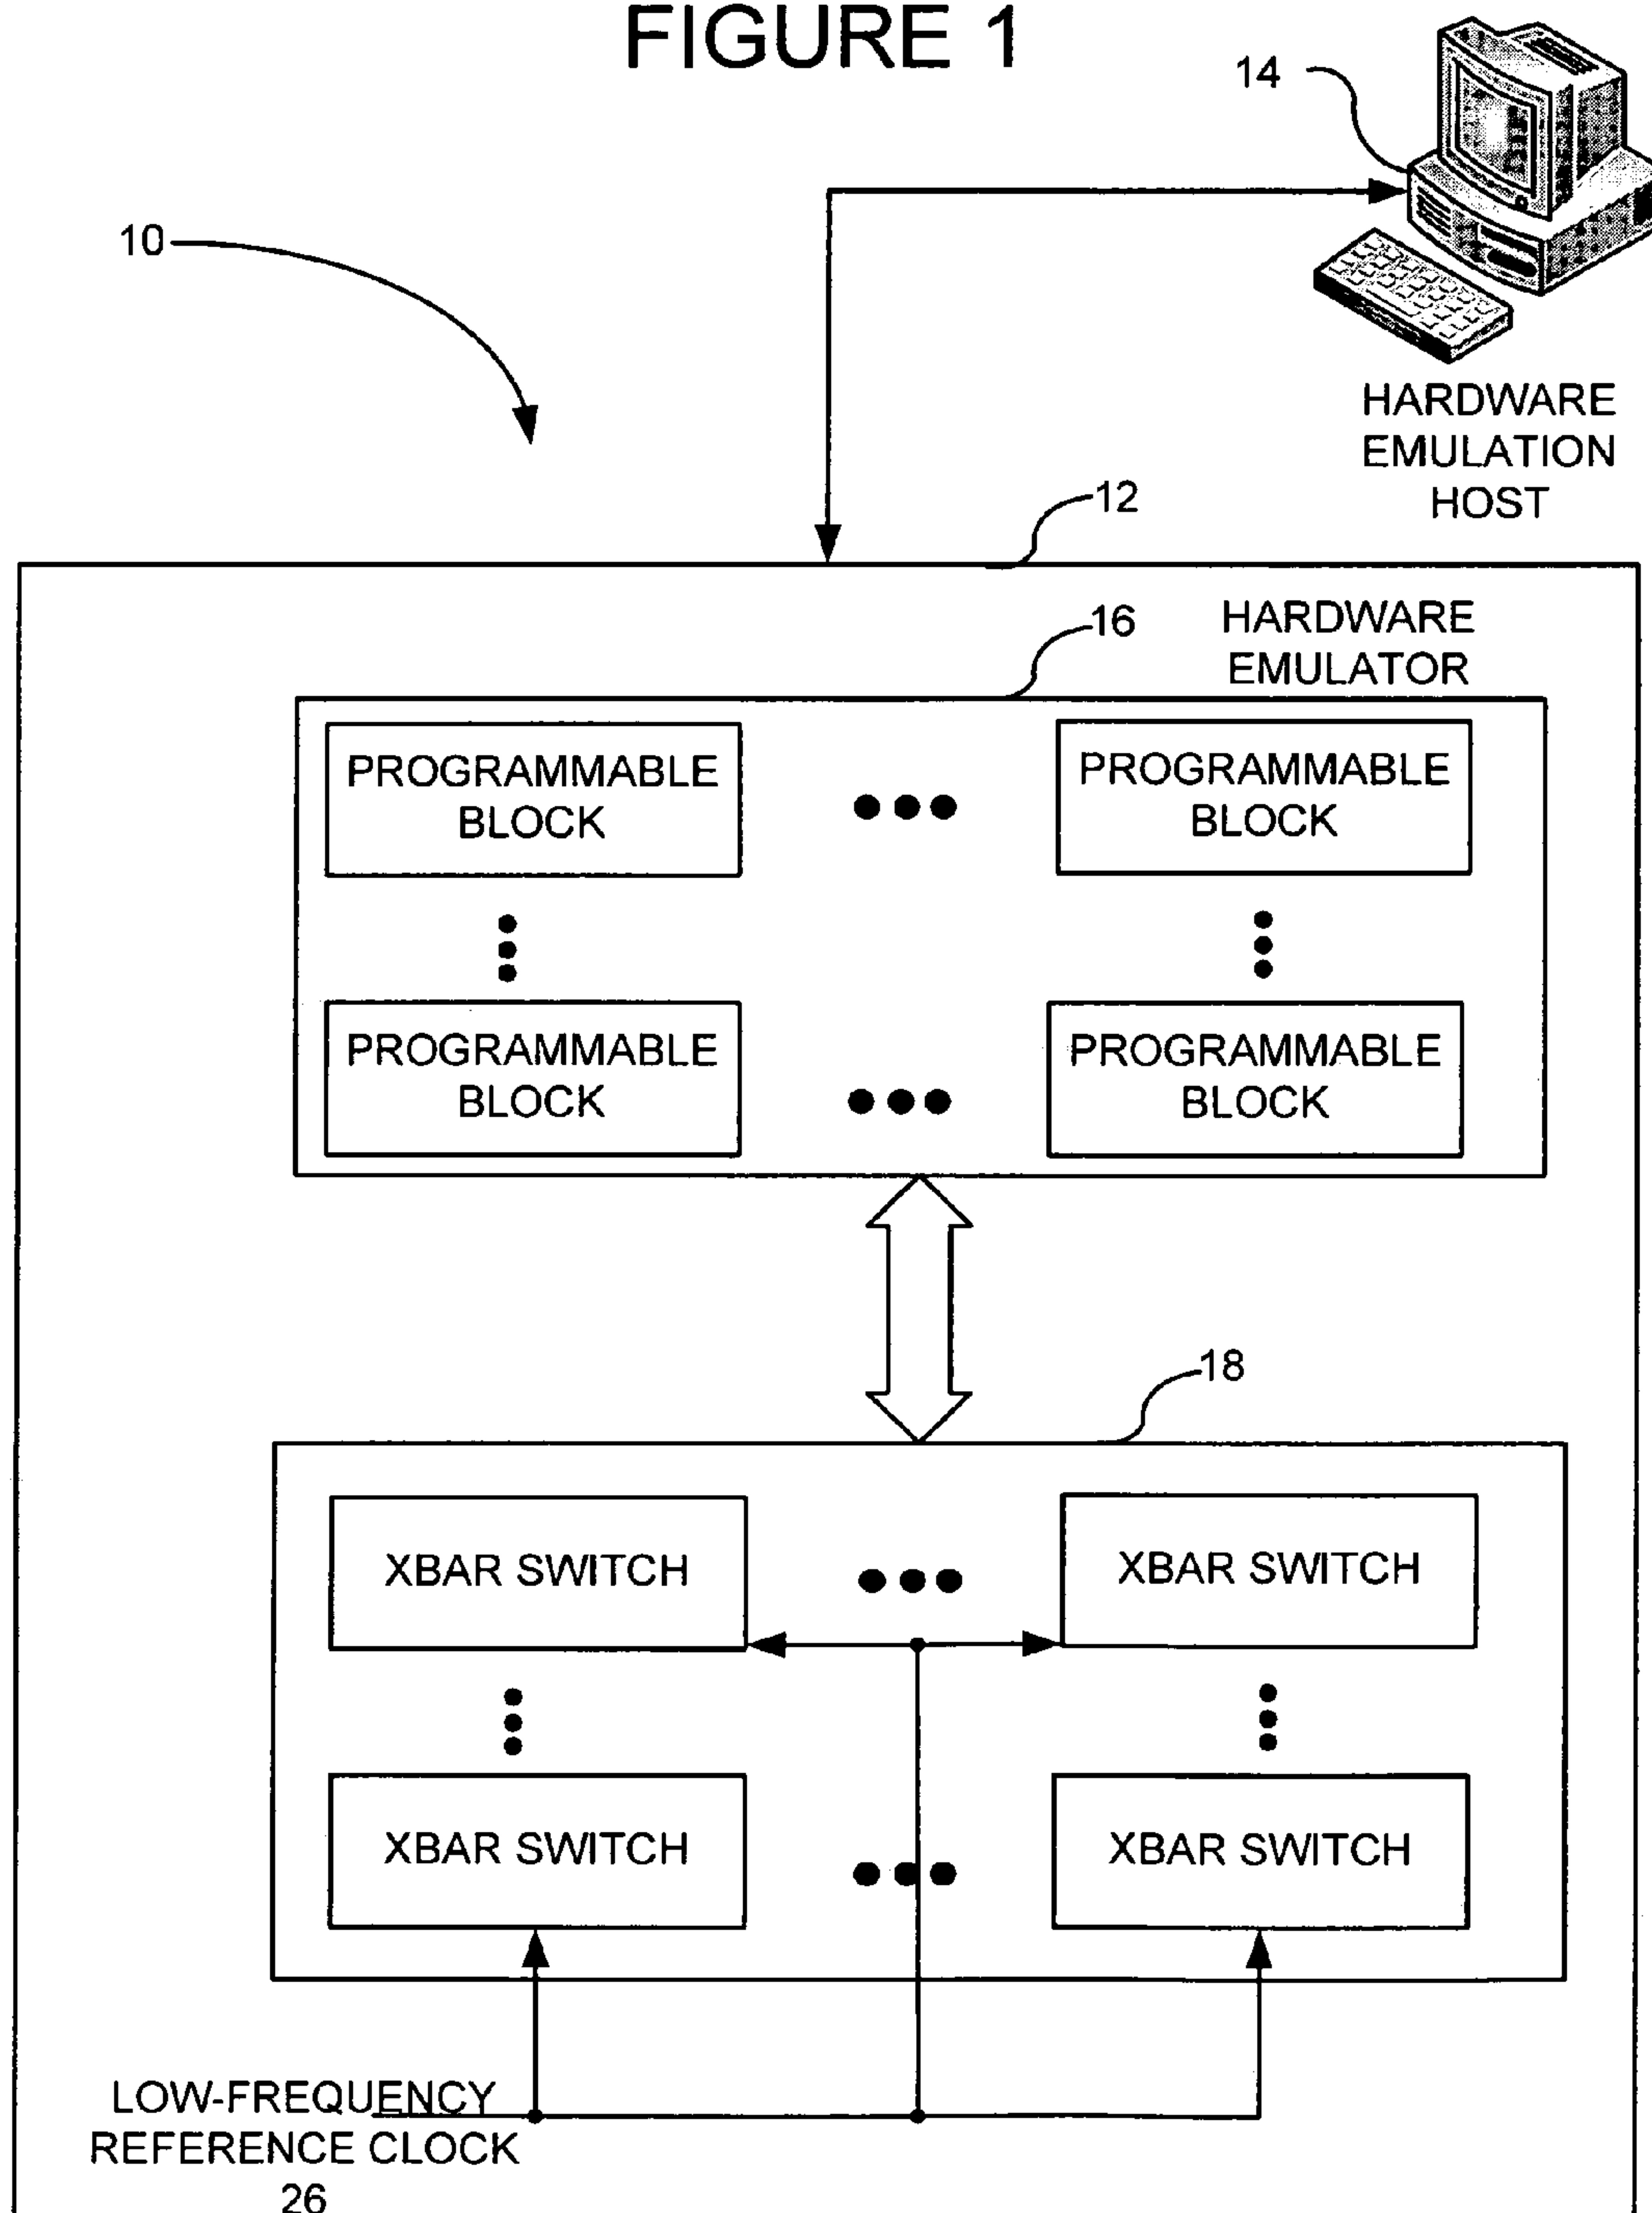 FIGURE 1
14
10
HARDWARE
EMULATION
HOST
12
16
HARDWARE
EMULATOR
PROGRAMMABLE
BLOCK
PROGRAMMABLE
BLOCK
PROGRAMMABLE
BLOCK
PROGRAMMABLE
BLOCK
18
XBAR SWITCH
XBAR SWITCH
XBAR SWITCH
XBAR SWITCH
LOW-FREQUENCY
REFERENCE CLOCK
26